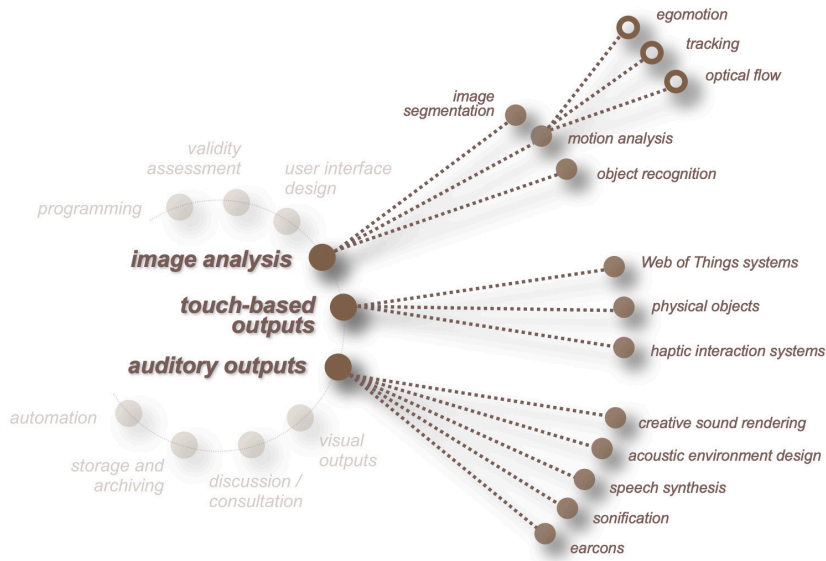 egomotion
tracking
optical flow
image
segmentation
motion analysis
object recognition
validity
assessment
user interface
design
programming
image analysis
touch-based
outputs
auditory outputs
Web of Things systems
physical objects
haptic interaction systems
automation
storage and
archiving
discussion /
consultation
visual
outputs
creative sound rendering
acoustic environment design
speech synthesis
sonification
earcons